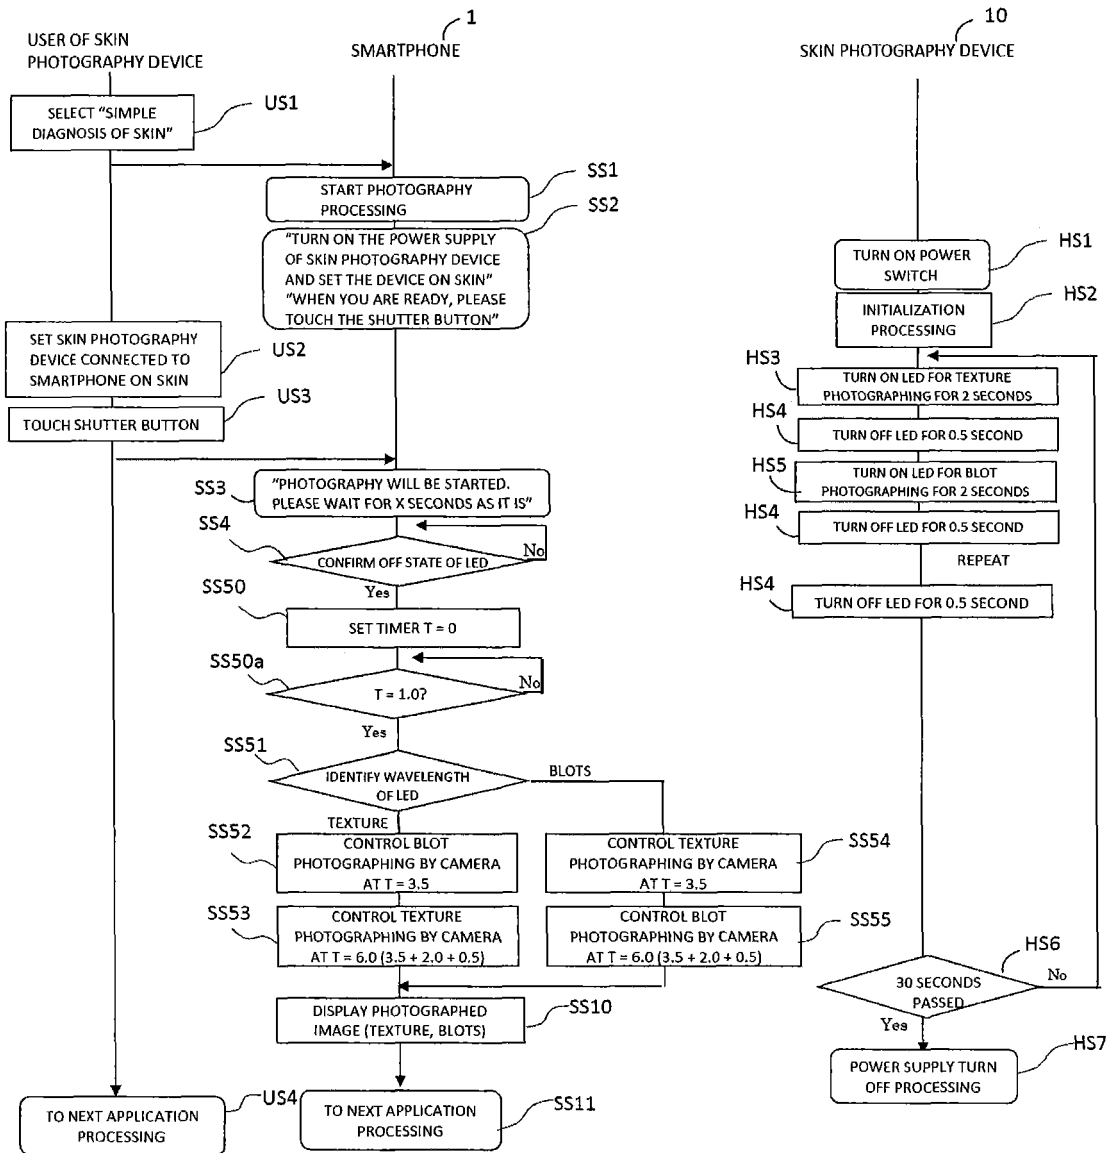 1
10
USER OF SKIN
PHOTOGRAPHY DEVICE
SMARTPHONE
SKIN PHOTOGRAPHY DEVICE
SELECT "SIMPLE
DIAGNOSIS OF SKIN"
US1
START PHOTOGRAPHY
PROCESSING
SS1
SS2
"TURN ON THE POWER SUPPLY
OF SKIN PHOTOGRAPHY DEVICE
AND SET THE DEVICE ON SKIN"
"WHEN YOU ARE READY, PLEASE
TOUCH THE SHUTTER BUTTON"
TURN ON POWER
SWITCH
HS1
INITIALIZATION
PROCESSING
HS2
SET SKIN PHOTOGRAPHY
DEVICE CONNECTED TO
SMARTPHONE ON SKIN
US2
US3
TOUCH SHUTTER BUTTON
HS3
TURN ON LED FOR TEXTURE
PHOTOGRAPHING FOR 2 SECONDS
HS4
TURN OFF LED FOR 0.5 SECOND
HS5
TURN ON LED FOR BLOT
PHOTOGRAPHING FOR 2 SECONDS
HS4
TURN OFF LED FOR 0.5 SECOND
REPEAT
HS4
TURN OFF LED FOR 0.5 SECOND
SS3
"PHOTOGRAPHY WILL BE STARTED.
PLEASE WAIT FOR X SECONDS AS IT IS"
SS4
CONFIRM OFF STATE OF LED
No
Yes
SS50
SET TIMER T = 0
SS50a
T = 1.0?
No
Yes
SS51
IDENTIFY WAVELENGTH
OF LED
BLOTS
TEXTURE
SS52
CONTROL BLOT
PHOTOGRAPHING BY CAMERA
AT T = 3.5
CONTROL TEXTURE
PHOTOGRAPHING BY CAMERA
AT T = 3.5
SS54
SS53
CONTROL TEXTURE
PHOTOGRAPHING BY CAMERA
AT T = 6.0 (3.5 + 2.0 + 0.5)
CONTROL BLOT
PHOTOGRAPHING BY CAMERA
AT T = 6.0 (3.5 + 2.0 + 0.5)
SS55
HS6
30 SECONDS
PASSED
No
Yes
DISPLAY PHOTOGRAPHED
IMAGE (TEXTURE, BLOTS)
SS10
POWER SUPPLY TURN
OFF PROCESSING
HS7
TO NEXT APPLICATION
PROCESSING
US4
TO NEXT APPLICATION
PROCESSING
SS11